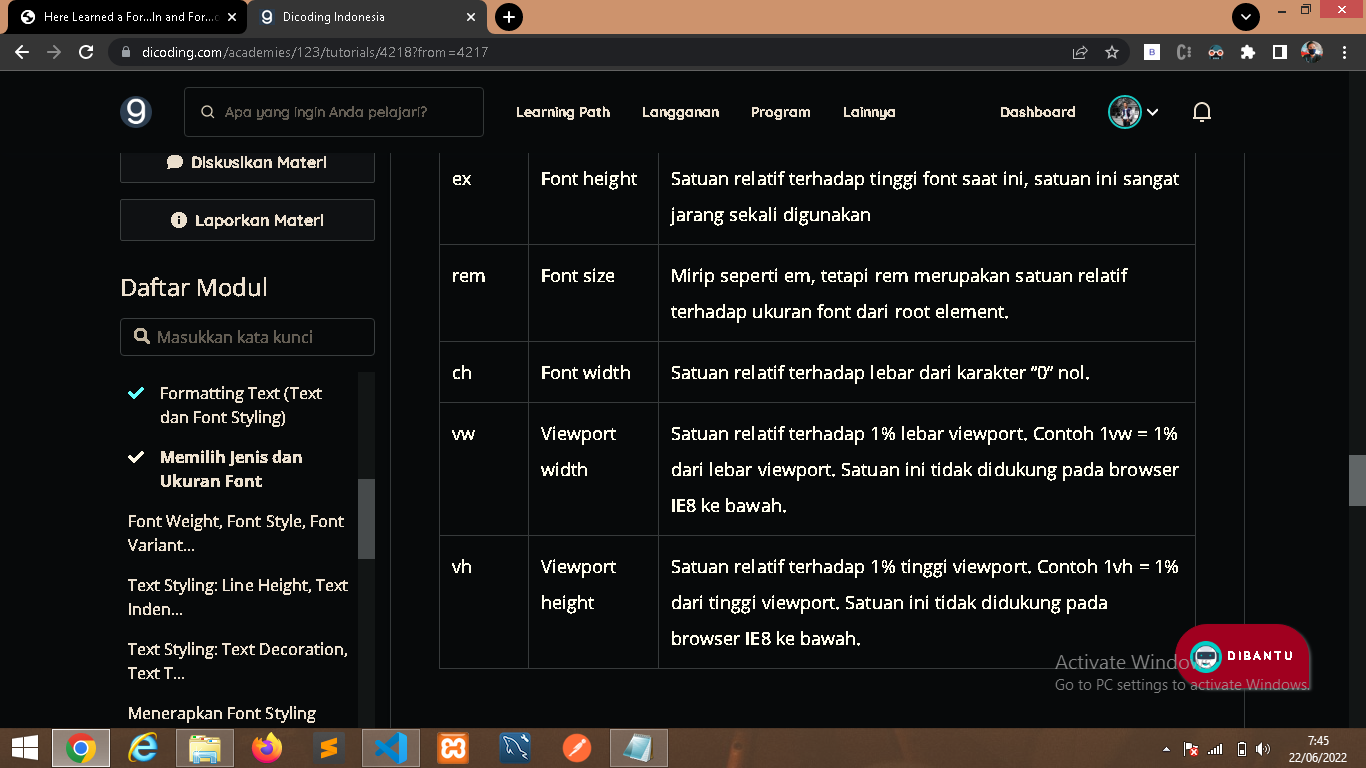 Here Learned a For...In and For...
Dicoding Indonesia
dicoding.com/academies/123/tutorials/4218?from=4217
Apa yang ingin Anda pelajari?
Learning Path
Langganan
Program
Lainnya
Dashboard
Diskusikan Materi
Laporkan Materi
Daftar Modul
Masukkan kata kunci
Formatting Text (Text
dan Font Styling)
Memilih Jenis dan
Ukuran Font
Font Weight, Font Style, Font
Variant...
Text Styling: Line Height, Text
Inden...
Text Styling: Text Decoration,
Text T...
Menerapkan Font Styling
ex
Font height
Satuan relatif terhadap tinggi font saat ini, satuan ini sangat
jarang sekali digunakan
rem
Font size
Mirip seperti em, tetapi rem merupakan satuan relatif
terhadap ukuran font dari root element.
ch
Font width
Satuan relatif terhadap lebar dari karakter “0” nol.
vw
Viewport
width
Satuan relatif terhadap 1% lebar viewport. Contoh 1vw = 1%
dari lebar viewport. Satuan ini tidak didukung pada browser
IE8 ke bawah.
vh
Viewport
height
Satuan relatif terhadap 1% tinggi viewport. Contoh 1vh = 1%
dari tinggi viewport. Satuan ini tidak didukung pada
browser IE8 ke bawah.
DIBANTU
Activate Windo
Go to PC settings to activate Windows.
7:45
22/06/2022